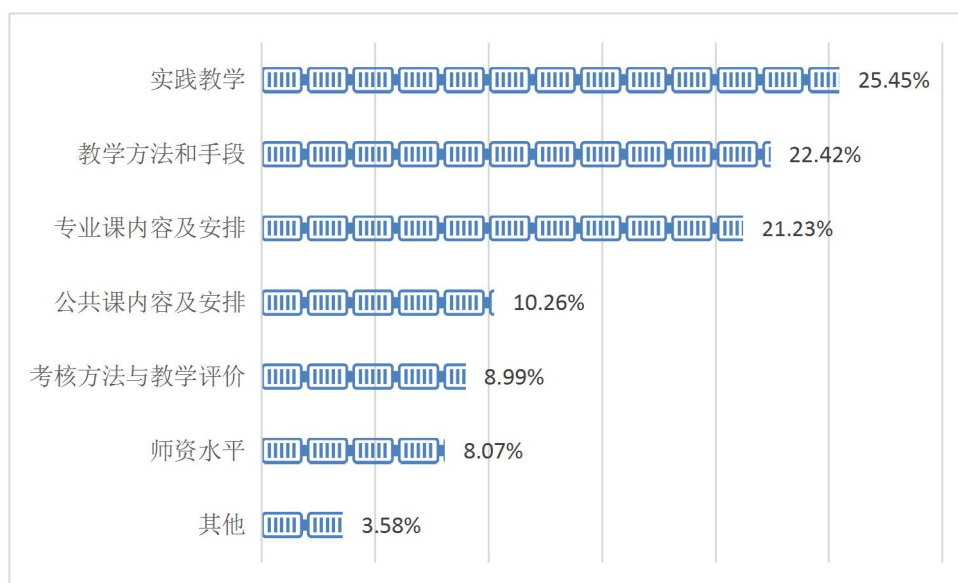 实践教学 25.45%
教学方法和手段 22.42%
专业课内容及安排 21.23%
公共课内容及安排 10.26%
考核方法与教学评价 8.99%
师资水平 8.07%
其他 3.58%